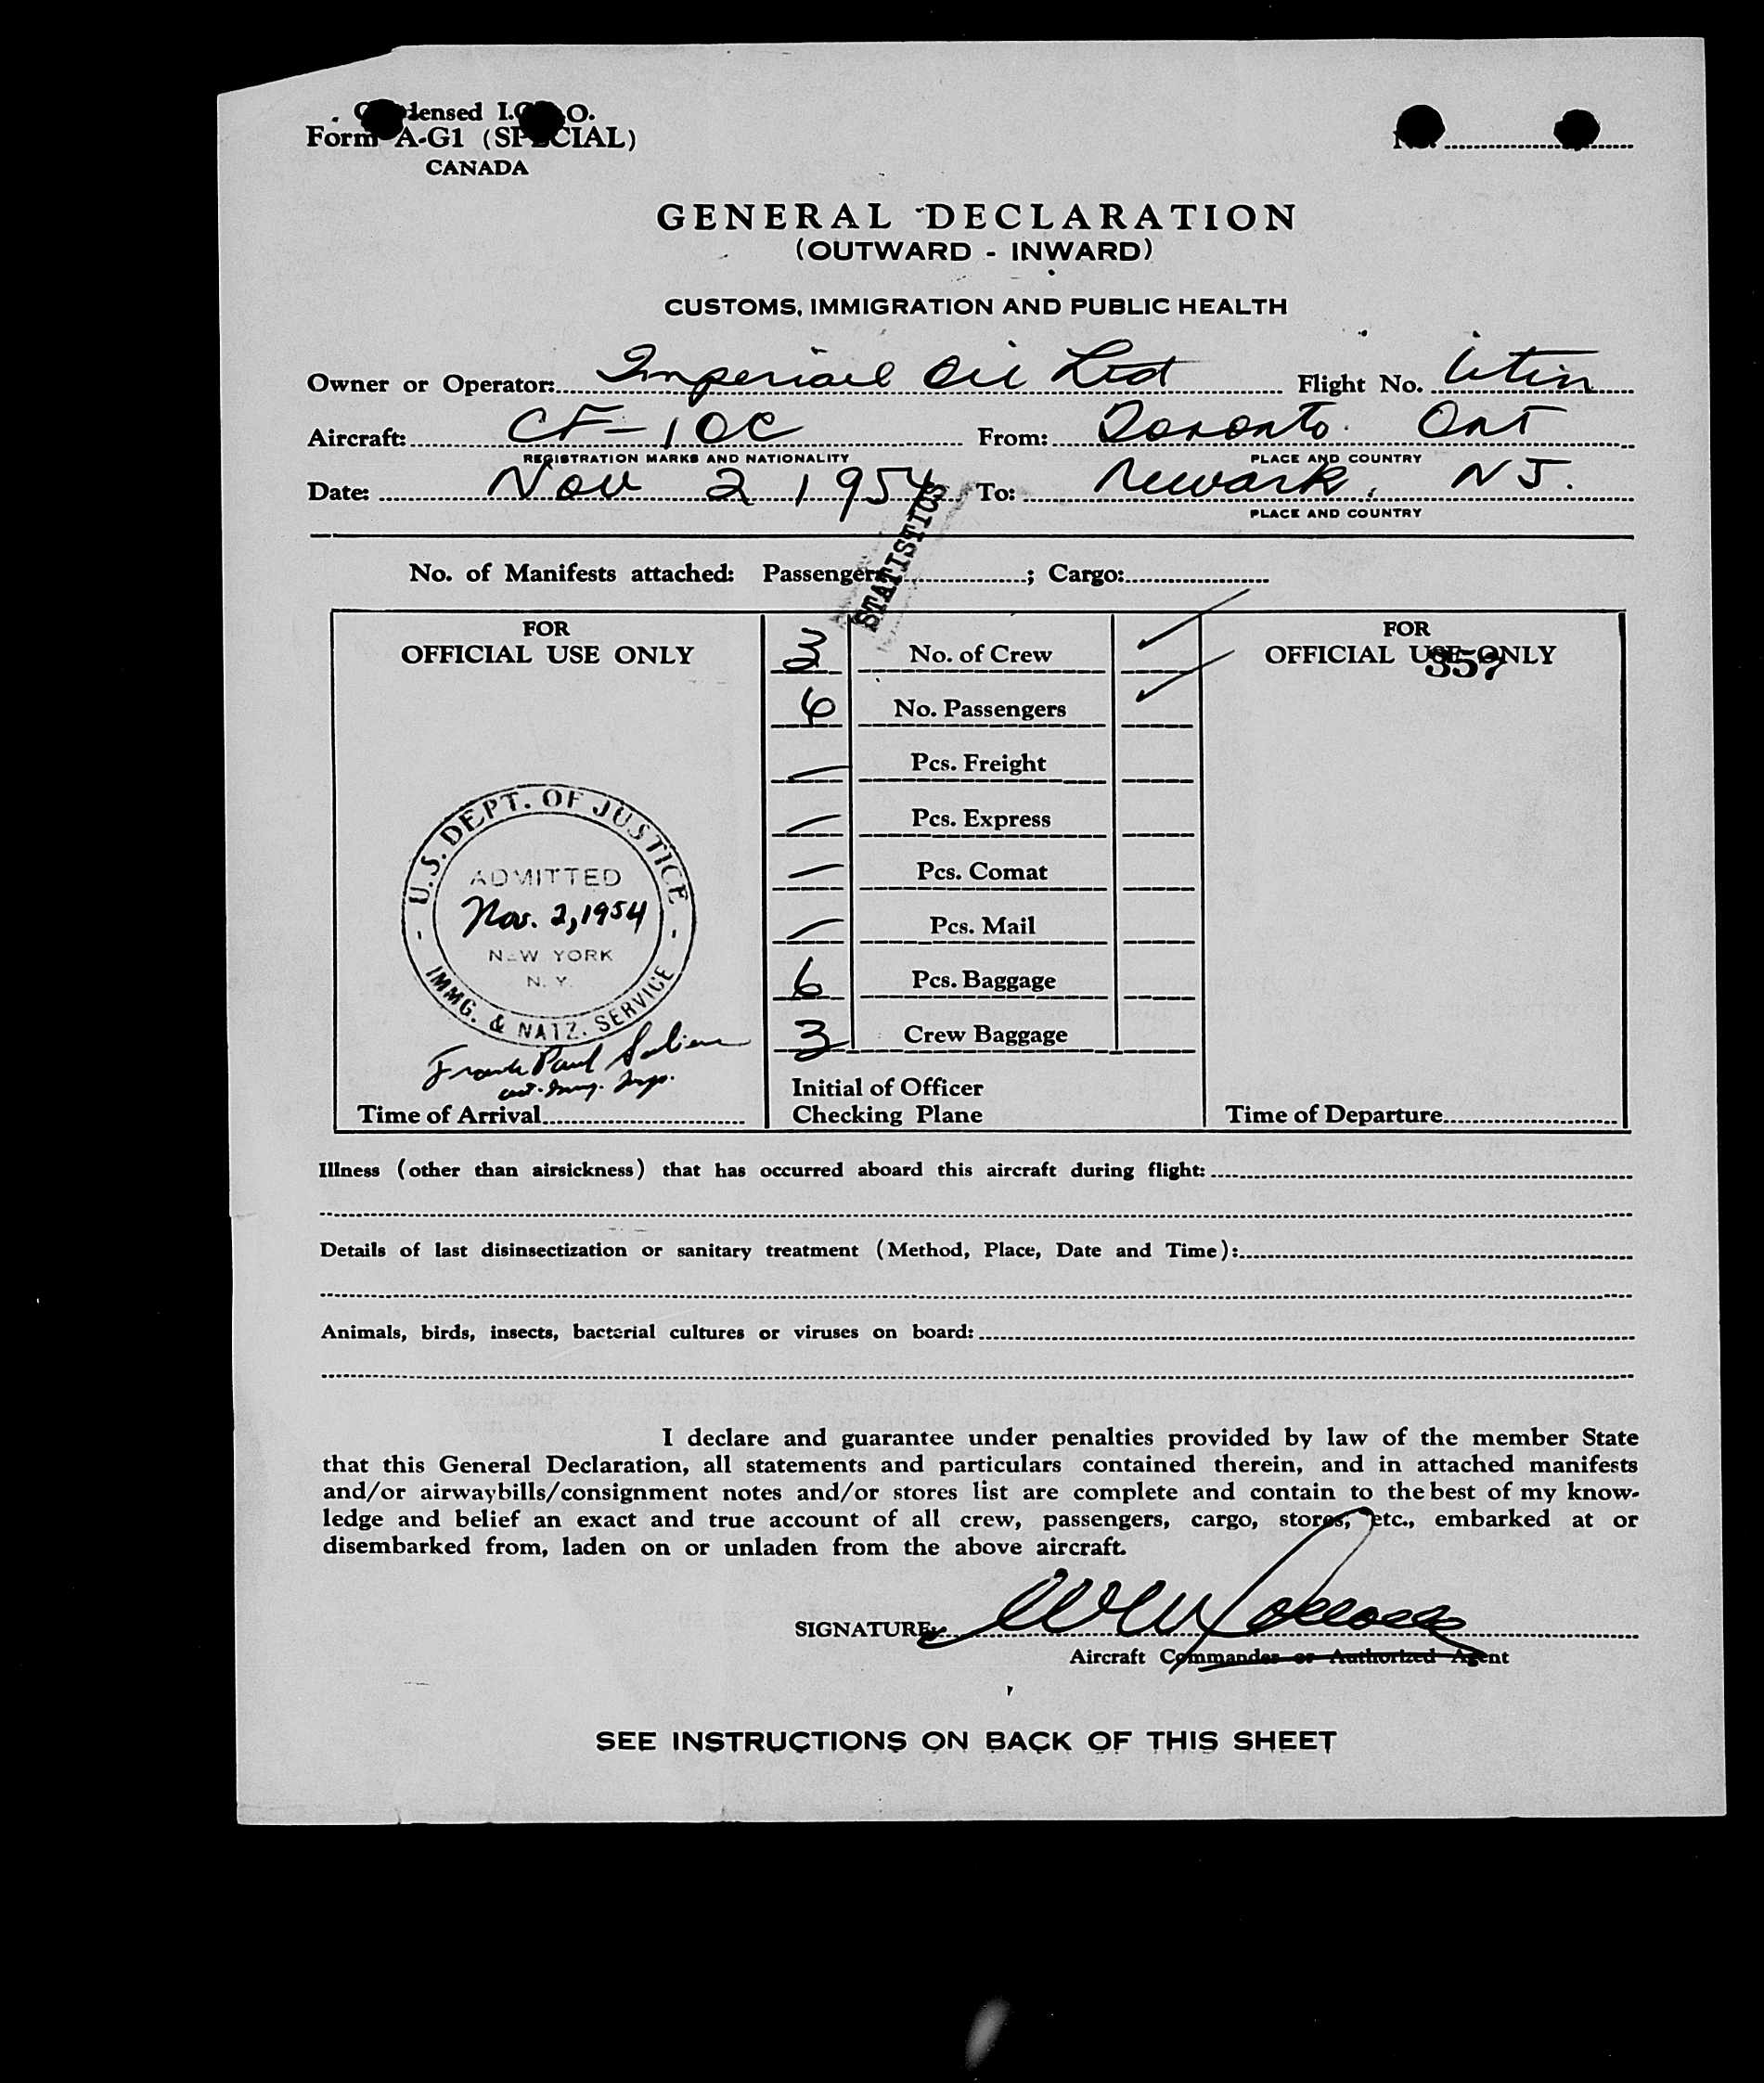 Condensed I.C.A.O.
Form A-G1 (SPECIAL)
CANADA
No.
GENERAL DECLARATION
(OUTWARD - INWARD)
CUSTOMS, IMMIGRATION AND PUBLIC HEALTH
Owner or Operator: Imperial Oil Ltd Flight No.
Aircraft: CF-IOC From: Toronto. Ont
REGISTRATION MARKS AND NATIONALITY PLACE AND COUNTRY
Date: Nov 2 1954 To: Newark, NJ.
PLACE AND COUNTRY
STATISTICS
No. of Manifests attached: Passengers ; Cargo:
FOR
OFFICIAL USE ONLY
3 No. of Crew
6 No. Passengers
Pcs. Freight
Pcs. Express
Pcs. Comat
Pcs. Mail
6 Pcs. Baggage
3 Crew Baggage
Initial of Officer
Checking Plane
FOR
OFFICIAL USE ONLY
357
U.S. DEPT. OF JUSTICE
ADMITTED
Nov. 2, 1954
NEW YORK
N. Y.
IMMG. & NATZ. SERVICE
Frank Paul
Time of Arrival
Time of Departure
Illness (other than airsickness) that has occurred aboard this aircraft during flight:
Details of last disinsectization or sanitary treatment (Method, Place, Date and Time):
Animals, birds, insects, bacterial cultures or viruses on board:
I declare and guarantee under penalties provided by law of the member State
that this General Declaration, all statements and particulars contained therein, and in attached manifests
and/or airwaybills/consignment notes and/or stores list are complete and contain to the best of my know-
ledge and belief an exact and true account of all crew, passengers, cargo, stores, etc., embarked at or
disembarked from, laden on or unladen from the above aircraft.
SIGNATURE:
Aircraft Commander or Authorized Agent
SEE INSTRUCTIONS ON BACK OF THIS SHEET